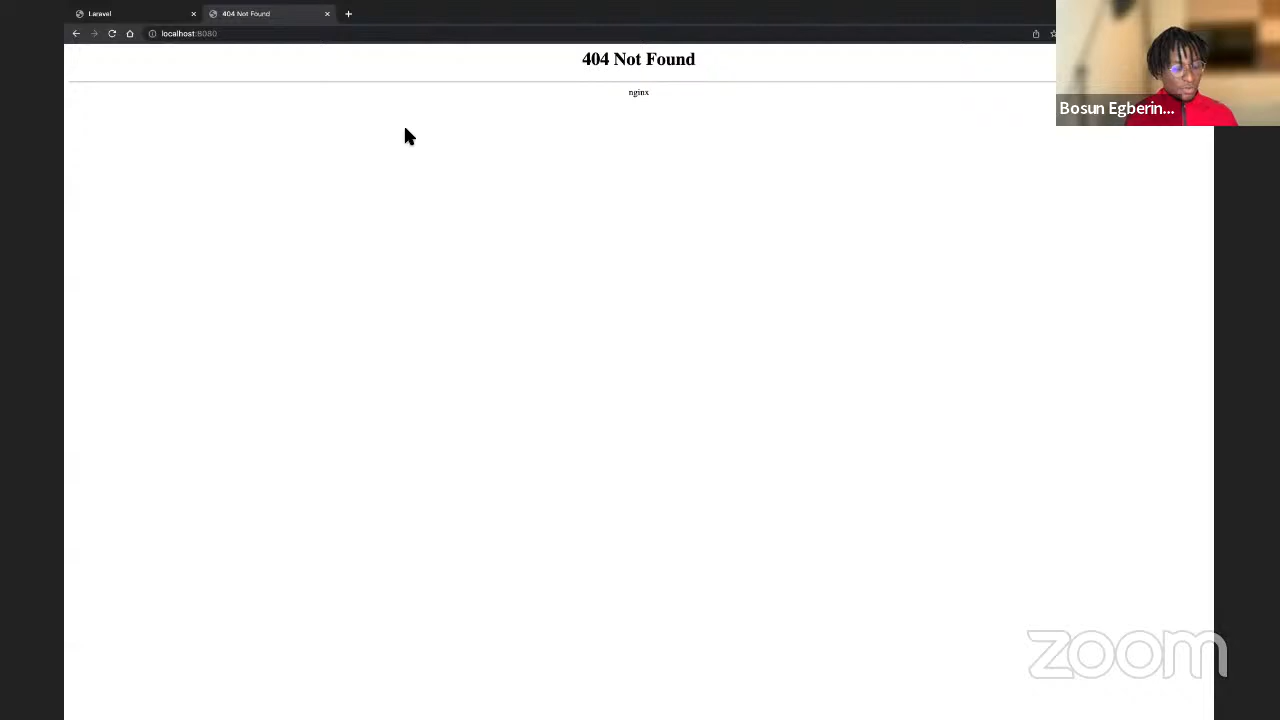 Laravel
404 Not Found
localhost:8080
404 Not Found
nginx
Bosun Egberin...
zoom